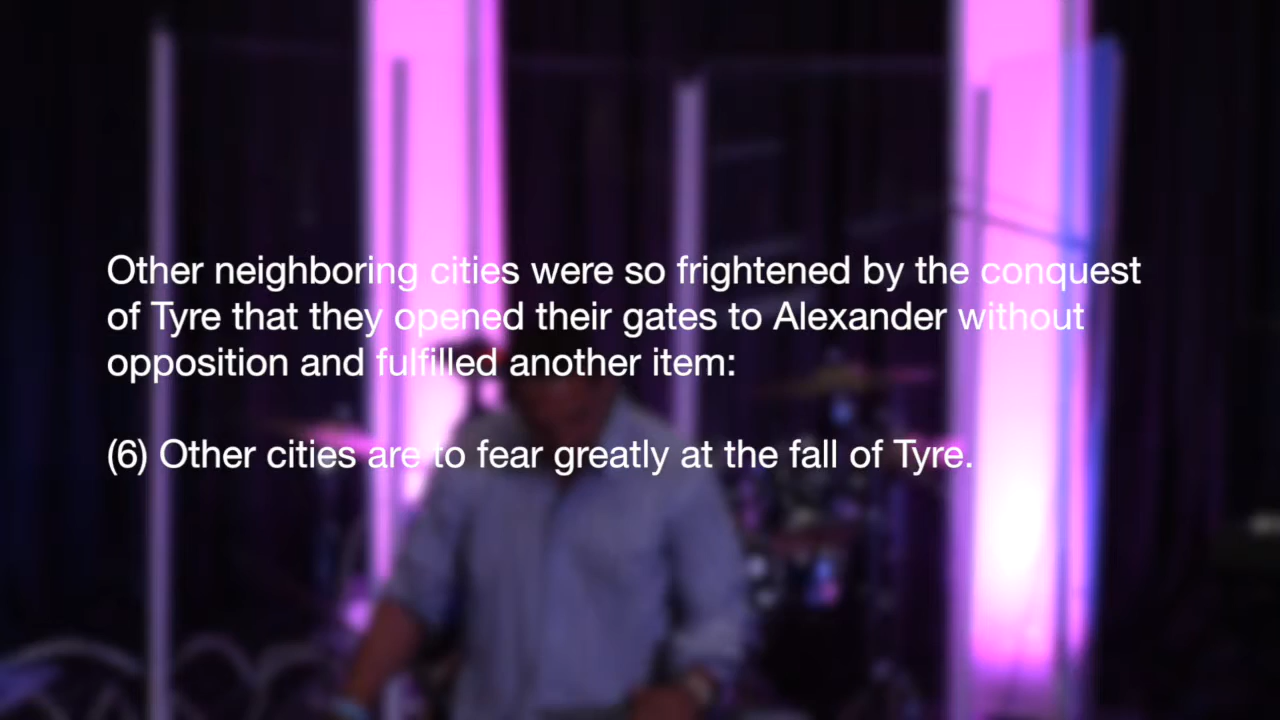 Other neighboring cities were so frightened by the conquest
of Tyre that they opened their gates to Alexander without
opposition and fulfilled another item:
(6) Other cities are to fear greatly at the fall of Tyre.